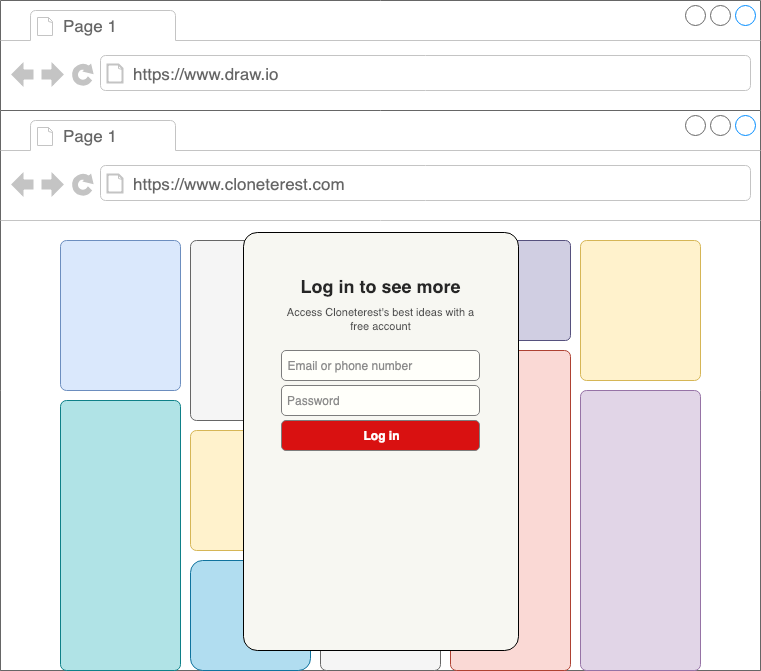 Page 1
https://www.draw.io
Page 1
https://www.cloneterest.com
Log in to see more
Access Cloneterest's best ideas with a
free account
Email or phone number
Password
Log in